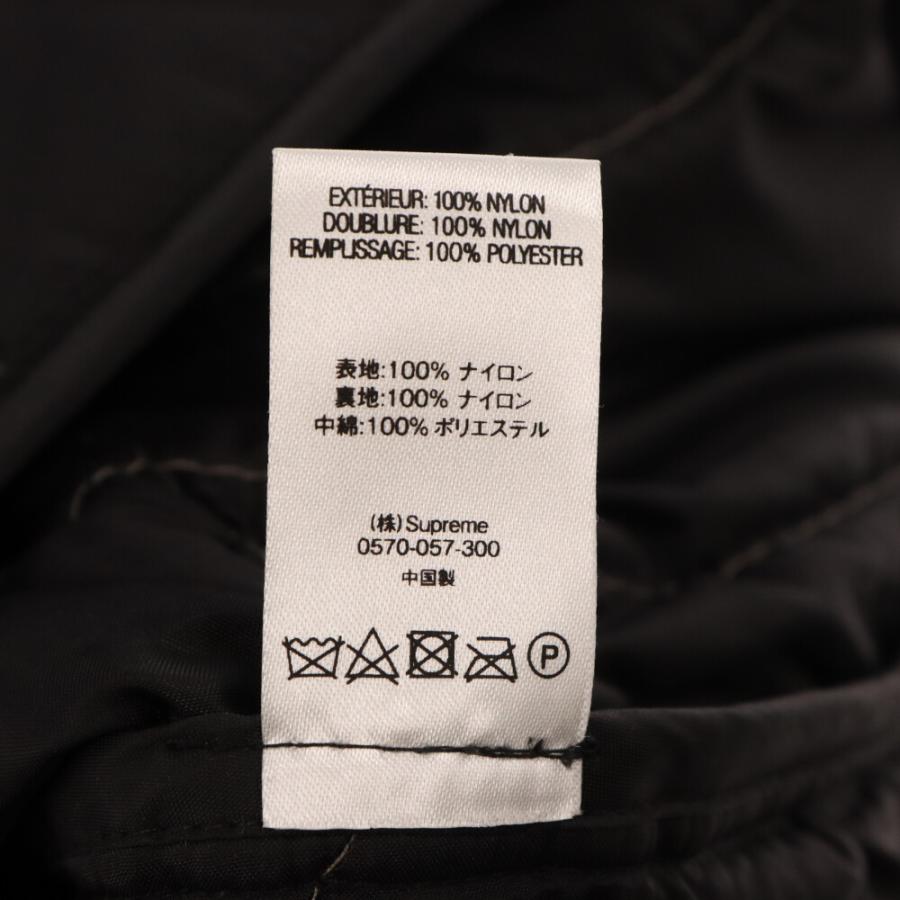 EXTÉRIEUR: 100% NYLON
DOUBLURE: 100% NYLON
REMPLISSAGE: 100% POLYESTER
表地:100% ナイロン
裏地:100% ナイロン
中綿:100% ポリエステル
(株)Supreme
0570-057-300
中国製
P